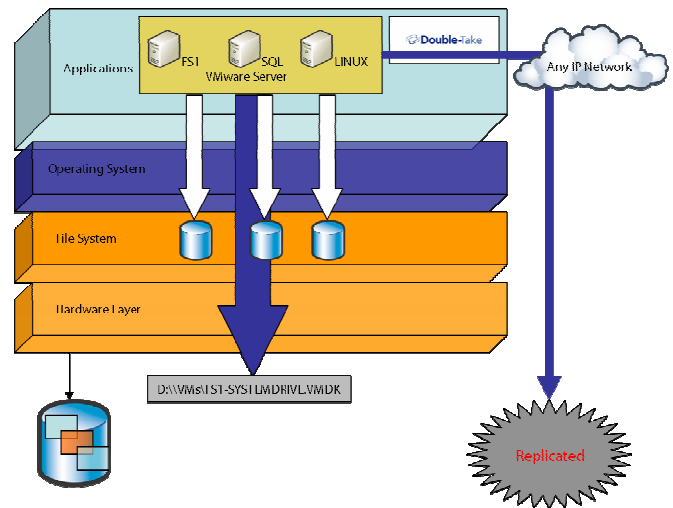 Double-Take
FS1
SQL
LINUX
Applications
VMware Server
Any IP Network
Operating System
File System
Hardware Layer
D:\\VMs\FS1-SYSTEMDRIVE.VMDK
Replicated